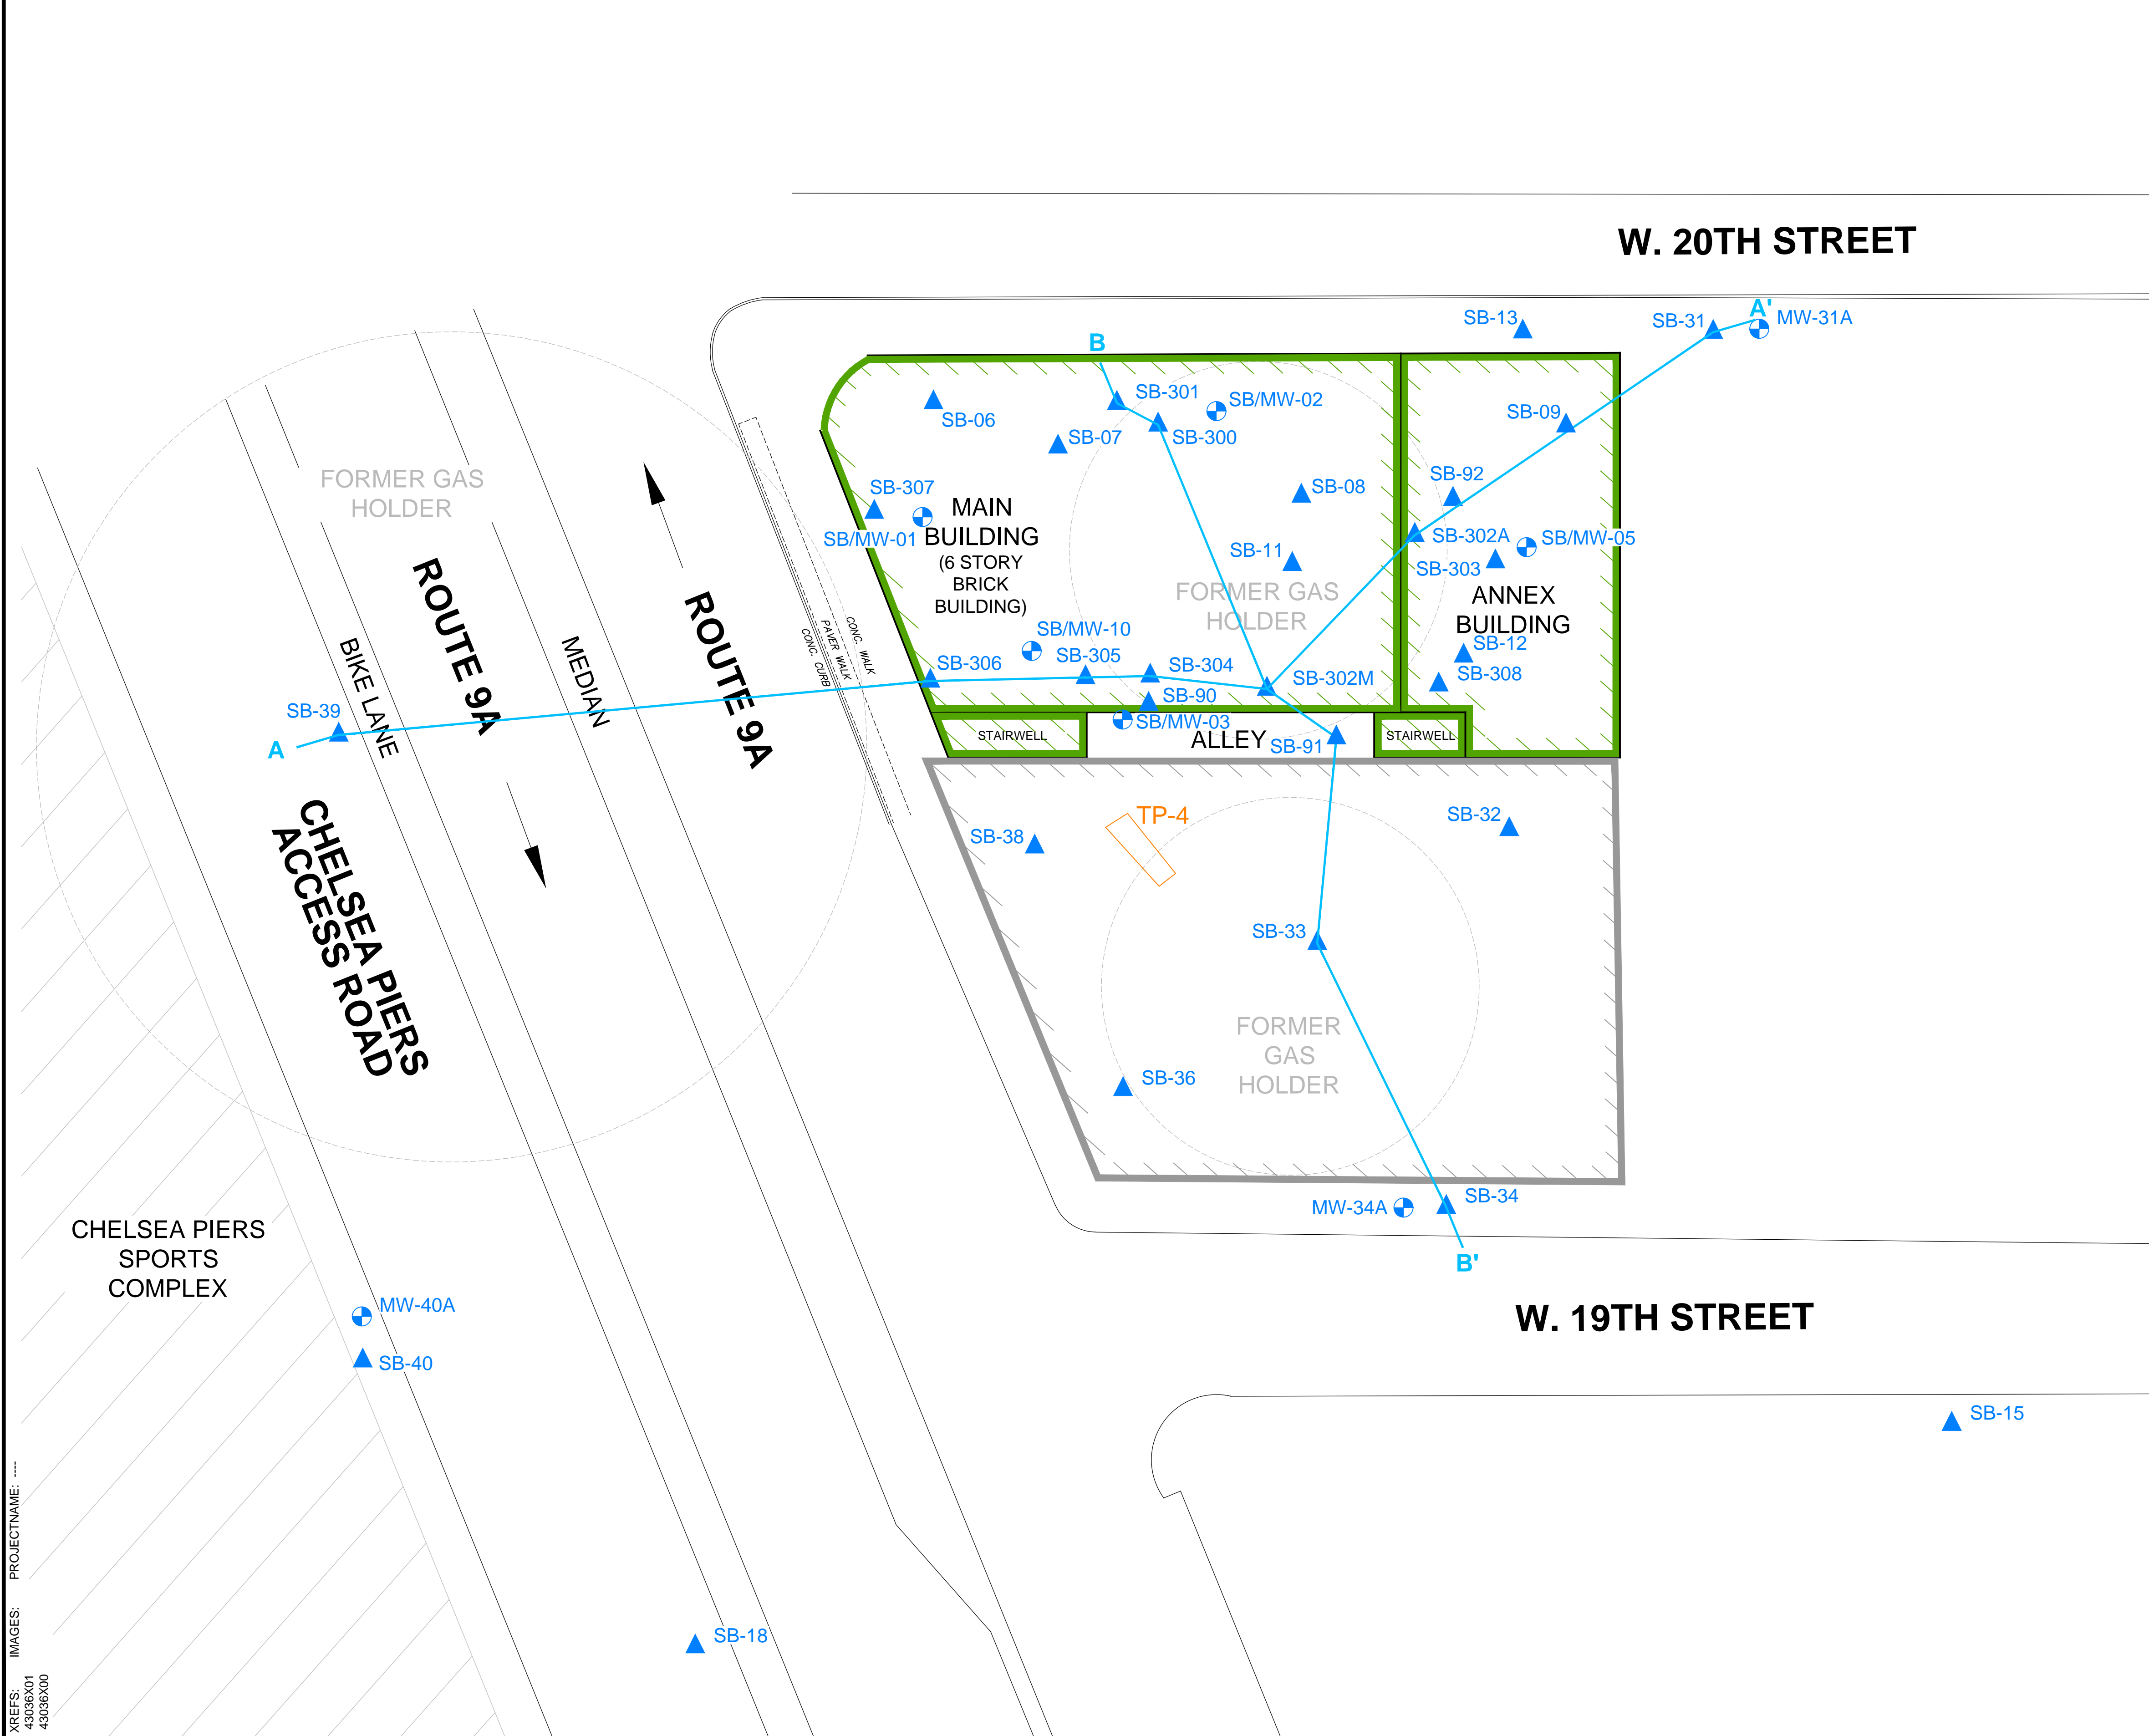 W. 20TH STREET
A'
SB-13
SB-31
MW-31A
B
SB-301
SB/MW-02
SB-06
SB-300
SB-07
SB-09
FORMER GAS
HOLDER
SB-307
SB-08
SB-92
MAIN
BUILDING
(6 STORY
BRICK
BUILDING)
SB/MW-01
SB-302A
SB/MW-05
SB-11
SB-303
FORMER GAS
HOLDER
ANNEX
BUILDING
ROUTE 9A
ROUTE 9A
MEDIAN
BIKE LANE
CONC. WALK
PAVER WALK
CONC. CURB
SB/MW-10
SB-305
SB-304
SB-306
SB-302M
SB-12
SB-308
SB-90
SB/MW-03
SB-39
A
STAIRWELL
ALLEY
SB-91
STAIRWELL
CHELSEA PIERS
ACCESS ROAD
TP-4
SB-38
SB-32
SB-33
FORMER
GAS
HOLDER
SB-36
SB-34
MW-34A
B'
CHELSEA PIERS
SPORTS
COMPLEX
MW-40A
SB-40
W. 19TH STREET
SB-15
SB-18
XREFS: IMAGES: PROJECTNAME: ----
43036X01
43036X00